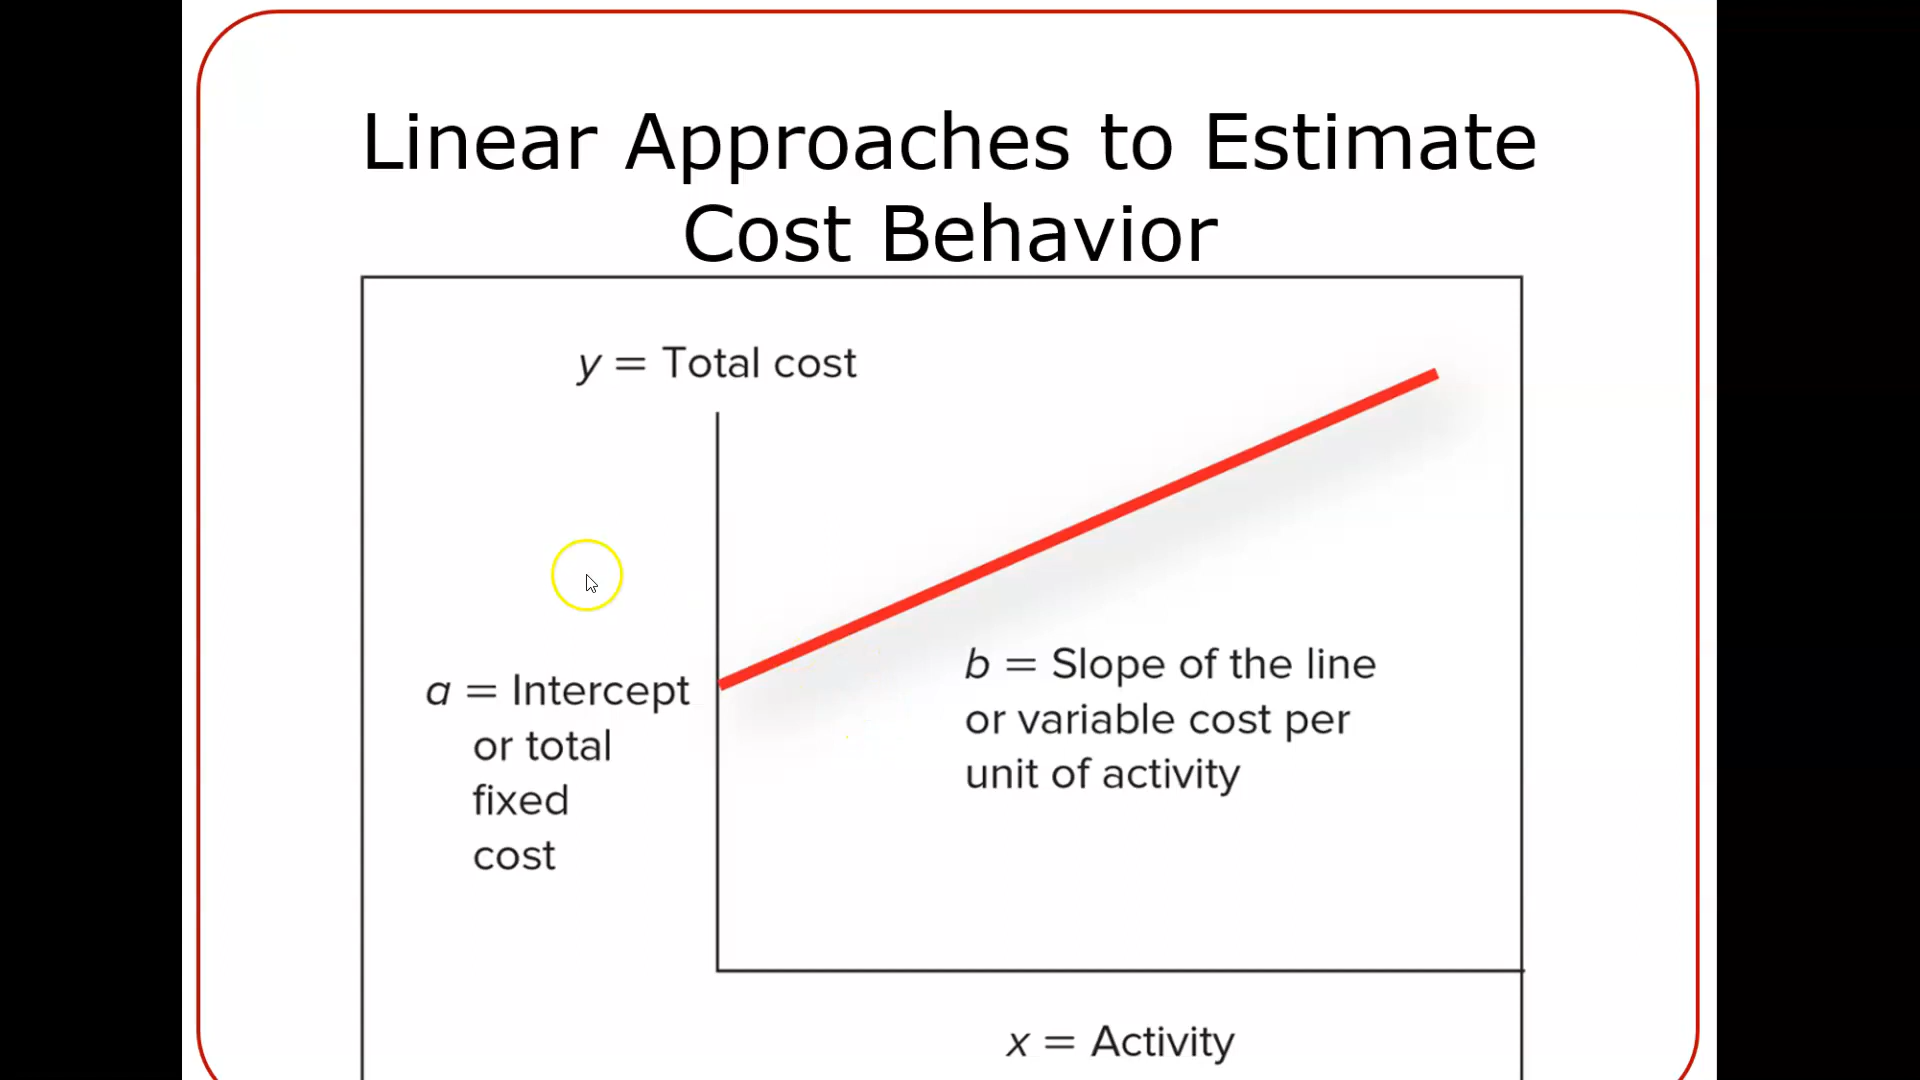 Linear Approaches to Estimate
Cost Behavior
y = Total cost
a = Intercept
or total
fixed
cost
b = Slope of the line
or variable cost per
unit of activity
x = Activity